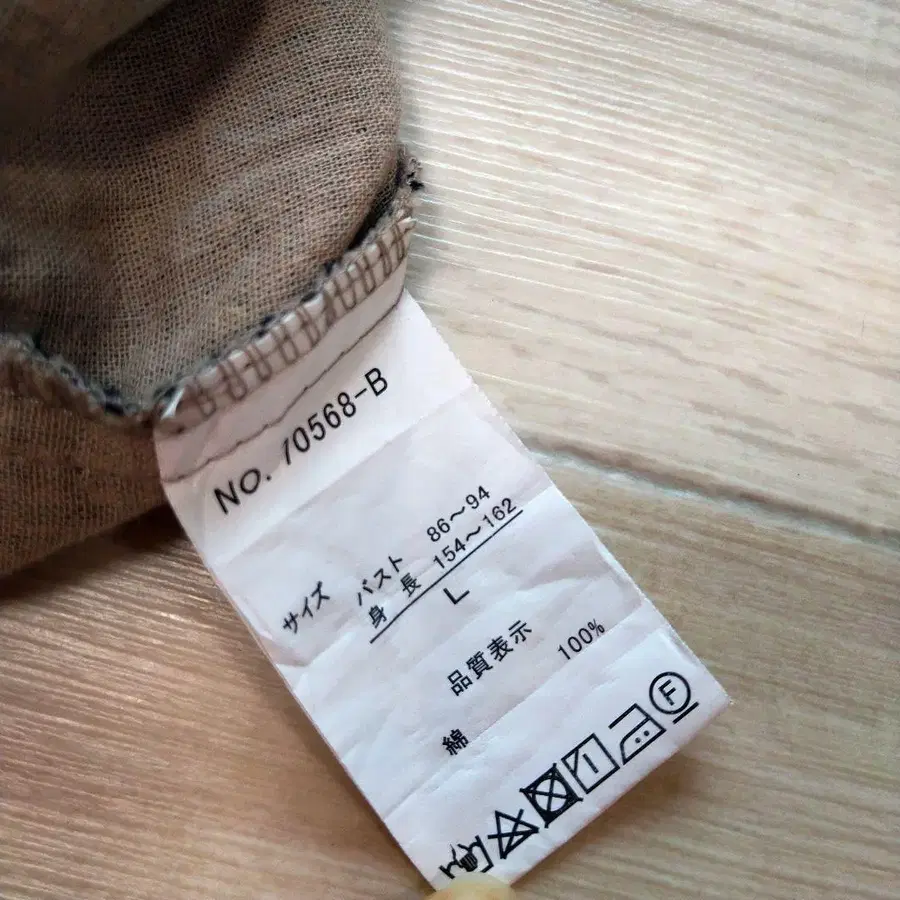 NO. 70568-B
サイズ バスト 86～94
身長 154～162
L
品質表示
綿 100%
F